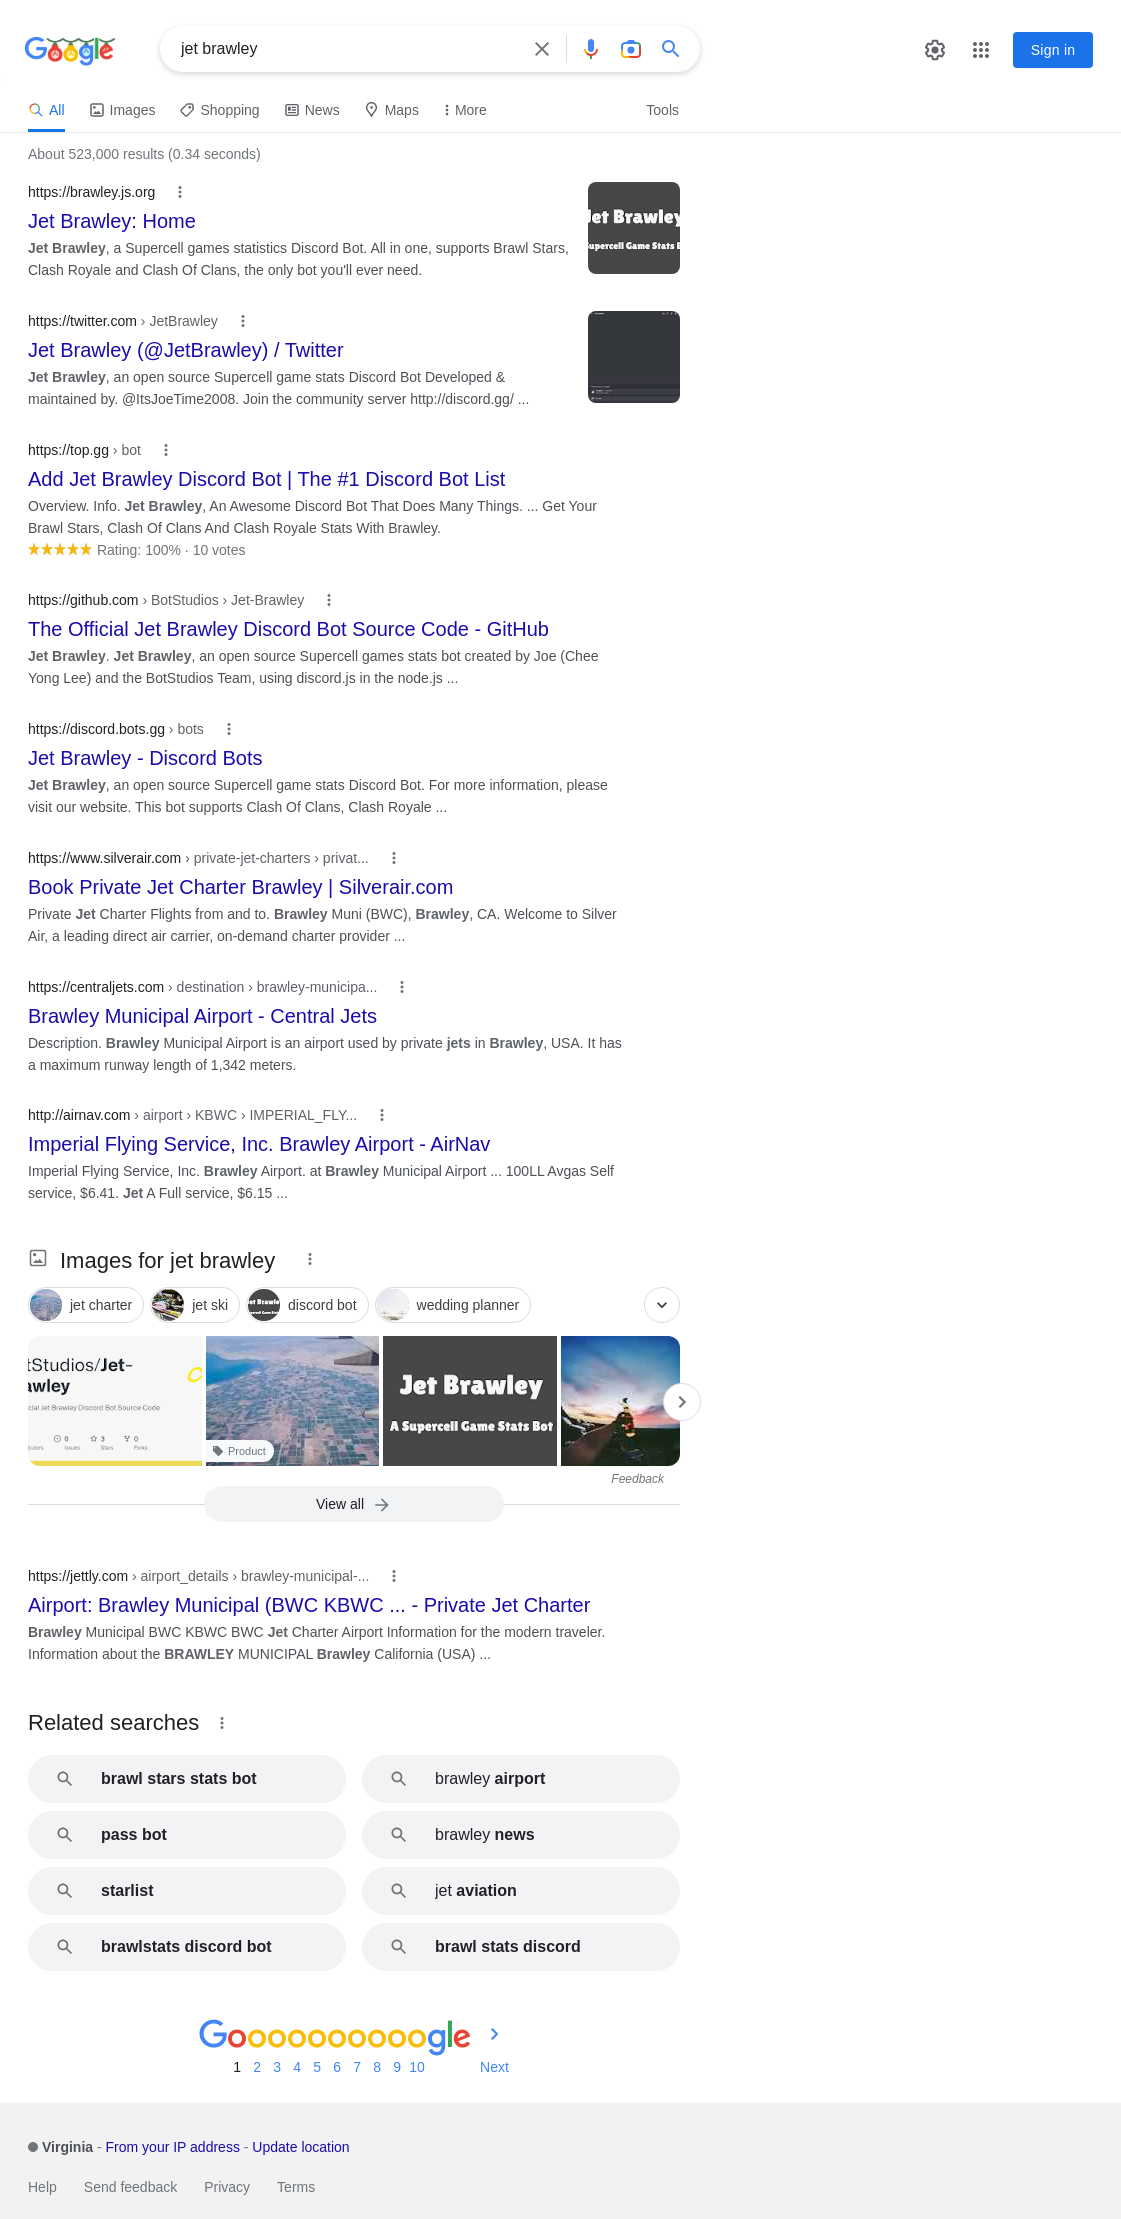 Google
jet brawley
Sign in
All
Images
Shopping
News
Maps
More
Tools
About 523,000 results (0.34 seconds)
https://brawley.js.org
Jet Brawley: Home
Jet Brawley, a Supercell games statistics Discord Bot. All in one, supports Brawl Stars,
Clash Royale and Clash Of Clans, the only bot you'll ever need.
Jet Brawley
Supercell Game Stats B
https://twitter.com › JetBrawley
Jet Brawley (@JetBrawley) / Twitter
Jet Brawley, an open source Supercell game stats Discord Bot Developed &
maintained by. @ItsJoeTime2008. Join the community server http://discord.gg/ ...
https://top.gg › bot
Add Jet Brawley Discord Bot | The #1 Discord Bot List
Overview. Info. Jet Brawley, An Awesome Discord Bot That Does Many Things. ... Get Your
Brawl Stars, Clash Of Clans And Clash Royale Stats With Brawley.
Rating: 100% · 10 votes
https://github.com › BotStudios › Jet-Brawley
The Official Jet Brawley Discord Bot Source Code - GitHub
Jet Brawley. Jet Brawley, an open source Supercell games stats bot created by Joe (Chee
Yong Lee) and the BotStudios Team, using discord.js in the node.js ...
https://discord.bots.gg › bots
Jet Brawley - Discord Bots
Jet Brawley, an open source Supercell game stats Discord Bot. For more information, please
visit our website. This bot supports Clash Of Clans, Clash Royale ...
https://www.silverair.com › private-jet-charters › privat...
Book Private Jet Charter Brawley | Silverair.com
Private Jet Charter Flights from and to. Brawley Muni (BWC), Brawley, CA. Welcome to Silver
Air, a leading direct air carrier, on-demand charter provider ...
https://centraljets.com › destination › brawley-municipa...
Brawley Municipal Airport - Central Jets
Description. Brawley Municipal Airport is an airport used by private jets in Brawley, USA. It has
a maximum runway length of 1,342 meters.
http://airnav.com › airport › KBWC › IMPERIAL_FLY...
Imperial Flying Service, Inc. Brawley Airport - AirNav
Imperial Flying Service, Inc. Brawley Airport. at Brawley Municipal Airport ... 100LL Avgas Self
service, $6.41. Jet A Full service, $6.15 ...
Images for jet brawley
jet charter
jet ski
discord bot
wedding planner
tStudios/Jet-
awley
cial Jet Brawley Discord Bot Source Code
0
3
0
Issues
Stars
Forks
Product
Jet Brawley
A Supercell Game Stats Bot
Feedback
View all
https://jettly.com › airport_details › brawley-municipal-...
Airport: Brawley Municipal (BWC KBWC ... - Private Jet Charter
Brawley Municipal BWC KBWC BWC Jet Charter Airport Information for the modern traveler.
Information about the BRAWLEY MUNICIPAL Brawley California (USA) ...
Related searches
brawl stars stats bot
brawley airport
pass bot
brawley news
starlist
jet aviation
brawlstats discord bot
brawl stats discord
Goooooooooogle
1 2 3 4 5 6 7 8 9 10 Next
Virginia - From your IP address - Update location
Help
Send feedback
Privacy
Terms